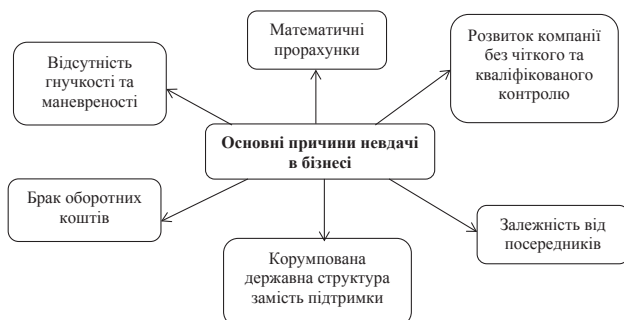 Математичні
прорахунки
Розвиток компанії
без чіткого та
кваліфікованого
контролю
Відсутність
гнучкості та
маневреності
Основні причини невдачі
в бізнесі
Брак оборотних
коштів
Залежність від
посередників
Корумпована
державна структура
замість підтримки